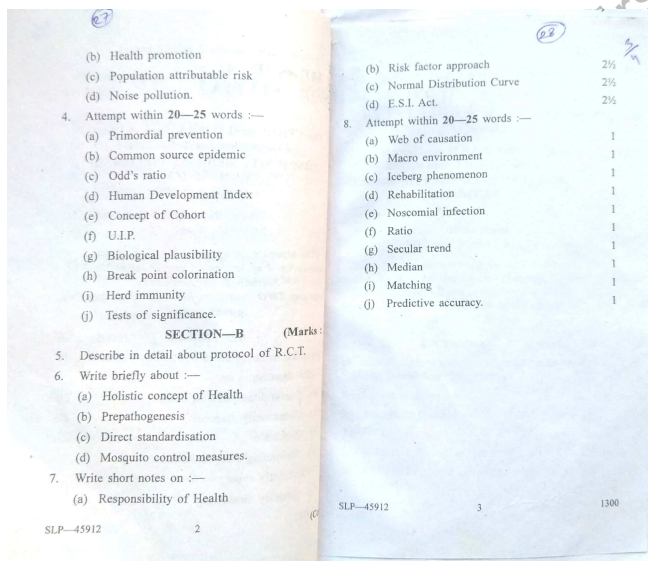 27
(b) Health promotion
(c) Population attributable risk
(d) Noise pollution.
4. Attempt within 20—25 words :—
(a) Primordial prevention
(b) Common source epidemic
(c) Odd's ratio
(d) Human Development Index
(e) Concept of Cohort
(f) U.I.P.
(g) Biological plausibility
(h) Break point colorination
(i) Herd immunity
(j) Tests of significance.
SECTION—B (Marks :
5. Describe in detail about protocol of R.C.T.
6. Write briefly about :—
(a) Holistic concept of Health
(b) Prepathogenesis
(c) Direct standardisation
(d) Mosquito control measures.
7. Write short notes on :—
(a) Responsibility of Health
SLP—45912 2
28
(b) Risk factor approach 2½
(c) Normal Distribution Curve 2½
(d) E.S.I. Act. 2½
8. Attempt within 20—25 words :—
(a) Web of causation 1
(b) Macro environment 1
(c) Iceberg phenomenon 1
(d) Rehabilitation 1
(e) Noscomial infection 1
(f) Ratio 1
(g) Secular trend 1
(h) Median 1
(i) Matching 1
(j) Predictive accuracy. 1
SLP—45912 3 1300